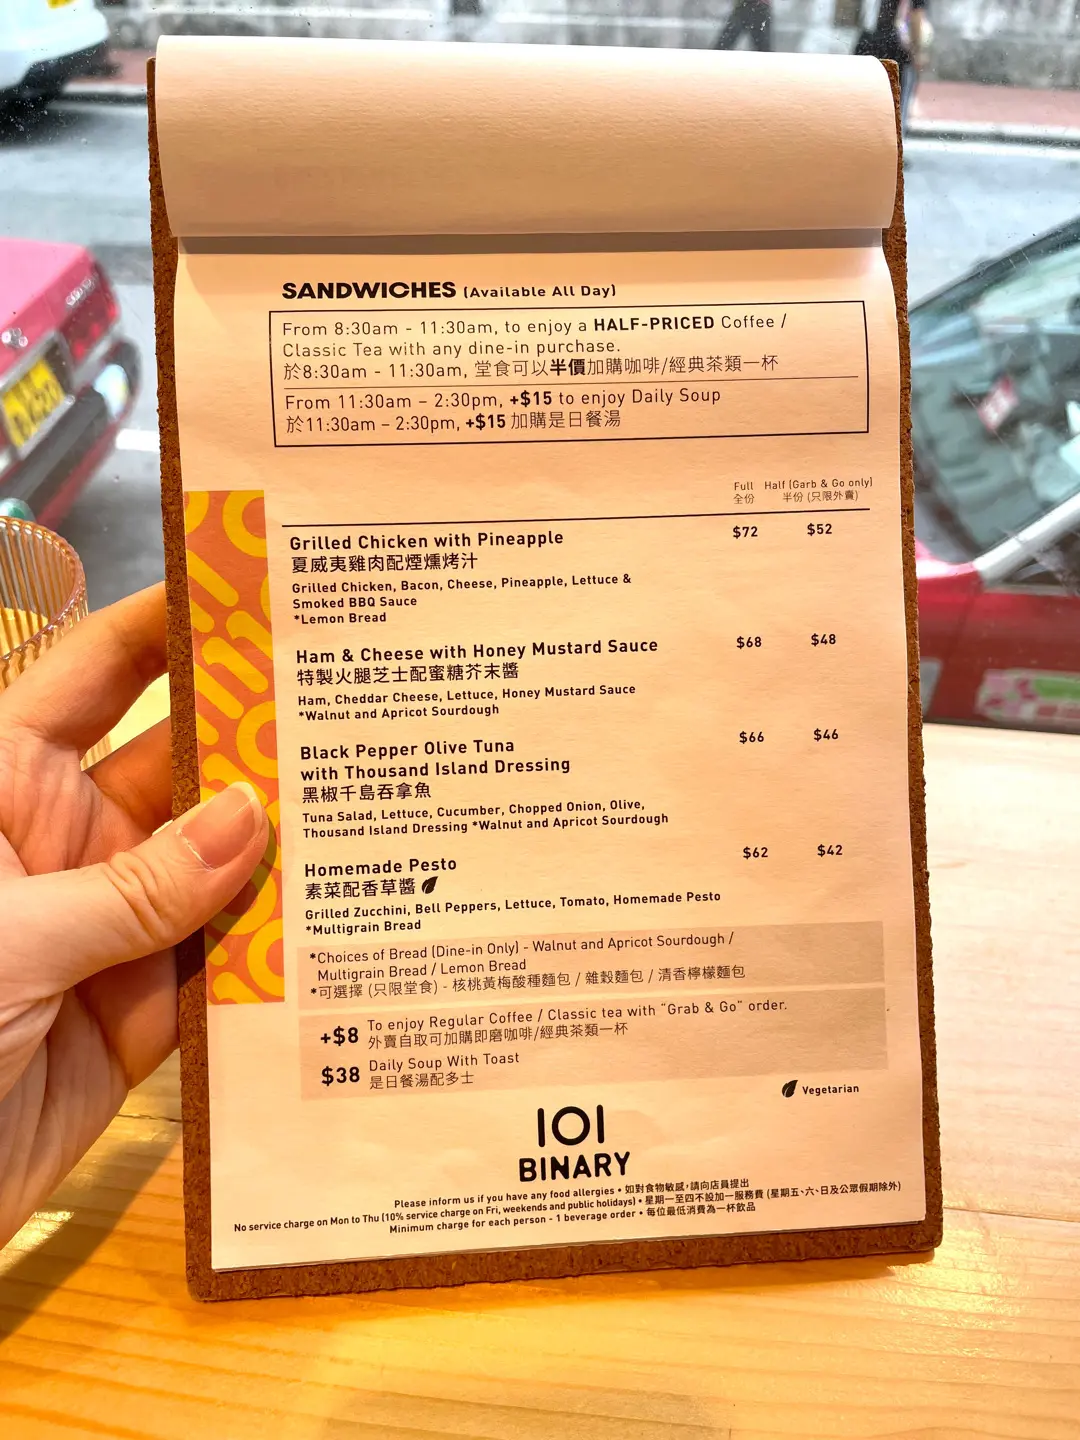 SANDWICHES (Available All Day)
From 8:30am - 11:30am, to enjoy a HALF-PRICED Coffee /
Classic Tea with any dine-in purchase.
於8:30am - 11:30am, 堂食可以半價加購咖啡/經典茶類一杯
From 11:30am – 2:30pm, +$15 to enjoy Daily Soup
於11:30am – 2:30pm, +$15 加購是日餐湯
Full Half (Garb & Go only)
全份 半份 (只限外賣)
Grilled Chicken with Pineapple $72 $52
夏威夷雞肉配煙燻烤汁
Grilled Chicken, Bacon, Cheese, Pineapple, Lettuce &
Smoked BBQ Sauce
*Lemon Bread
Ham & Cheese with Honey Mustard Sauce $68 $48
特製火腿芝士配蜜糖芥末醬
Ham, Cheddar Cheese, Lettuce, Honey Mustard Sauce
*Walnut and Apricot Sourdough
Black Pepper Olive Tuna $66 $46
with Thousand Island Dressing
黑椒千島吞拿魚
Tuna Salad, Lettuce, Cucumber, Chopped Onion, Olive,
Thousand Island Dressing *Walnut and Apricot Sourdough
Homemade Pesto $62 $42
素菜配香草醬
Grilled Zucchini, Bell Peppers, Lettuce, Tomato, Homemade Pesto
*Multigrain Bread
*Choices of Bread (Dine-in Only) - Walnut and Apricot Sourdough /
Multigrain Bread / Lemon Bread
*可選擇 (只限堂食) - 核桃黃梅酸種麵包 / 雜穀麵包 / 清香檸檬麵包
+$8 To enjoy Regular Coffee / Classic tea with "Grab & Go" order.
外賣自取可加購即磨咖啡/經典茶類一杯
$38 Daily Soup With Toast
是日餐湯配多士
Vegetarian
101
BINARY
Please inform us if you have any food allergies • 如對食物敏感，請向店員提出
No service charge on Mon to Thu (10% service charge on Fri, weekends and public holidays) • 星期一至四不設加一服務費 (星期五、六、日及公眾假期除外)
Minimum charge for each person - 1 beverage order • 每位最低消費為一杯飲品